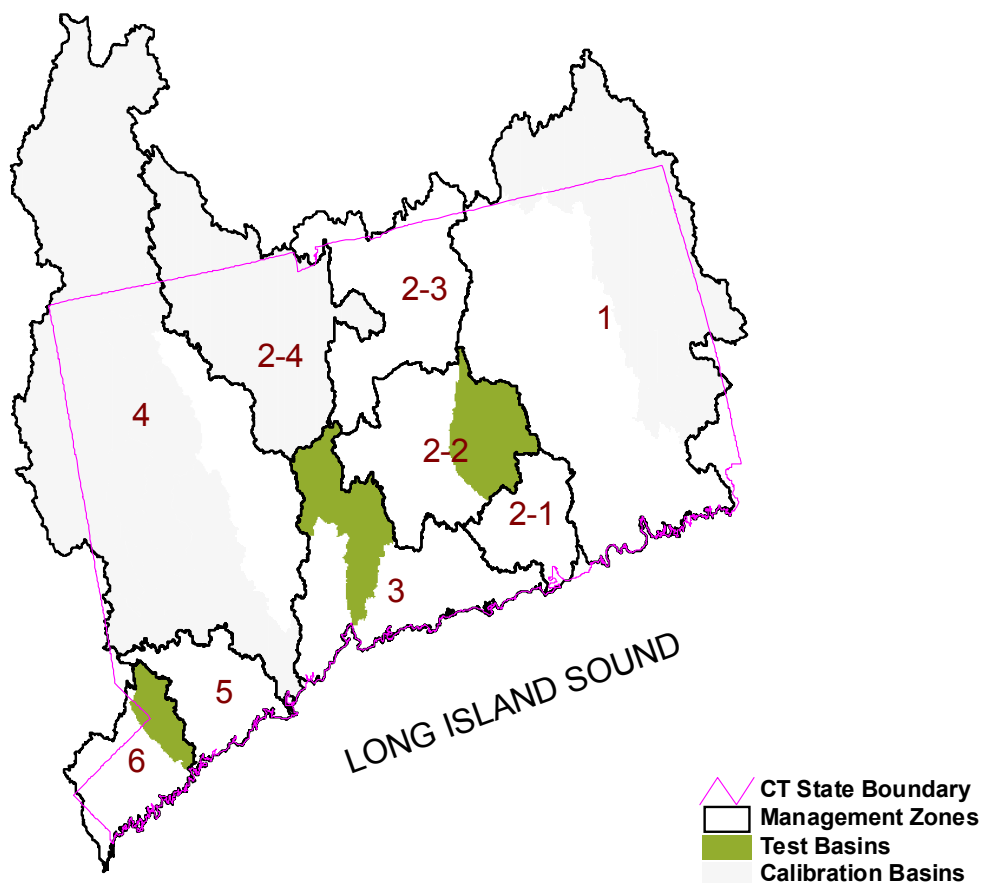 2-3
1
2-4
4
2-2
2-1
3
5
6
LONG ISLAND SOUND
CT State Boundary
Management Zones
Test Basins
Calibration Basins